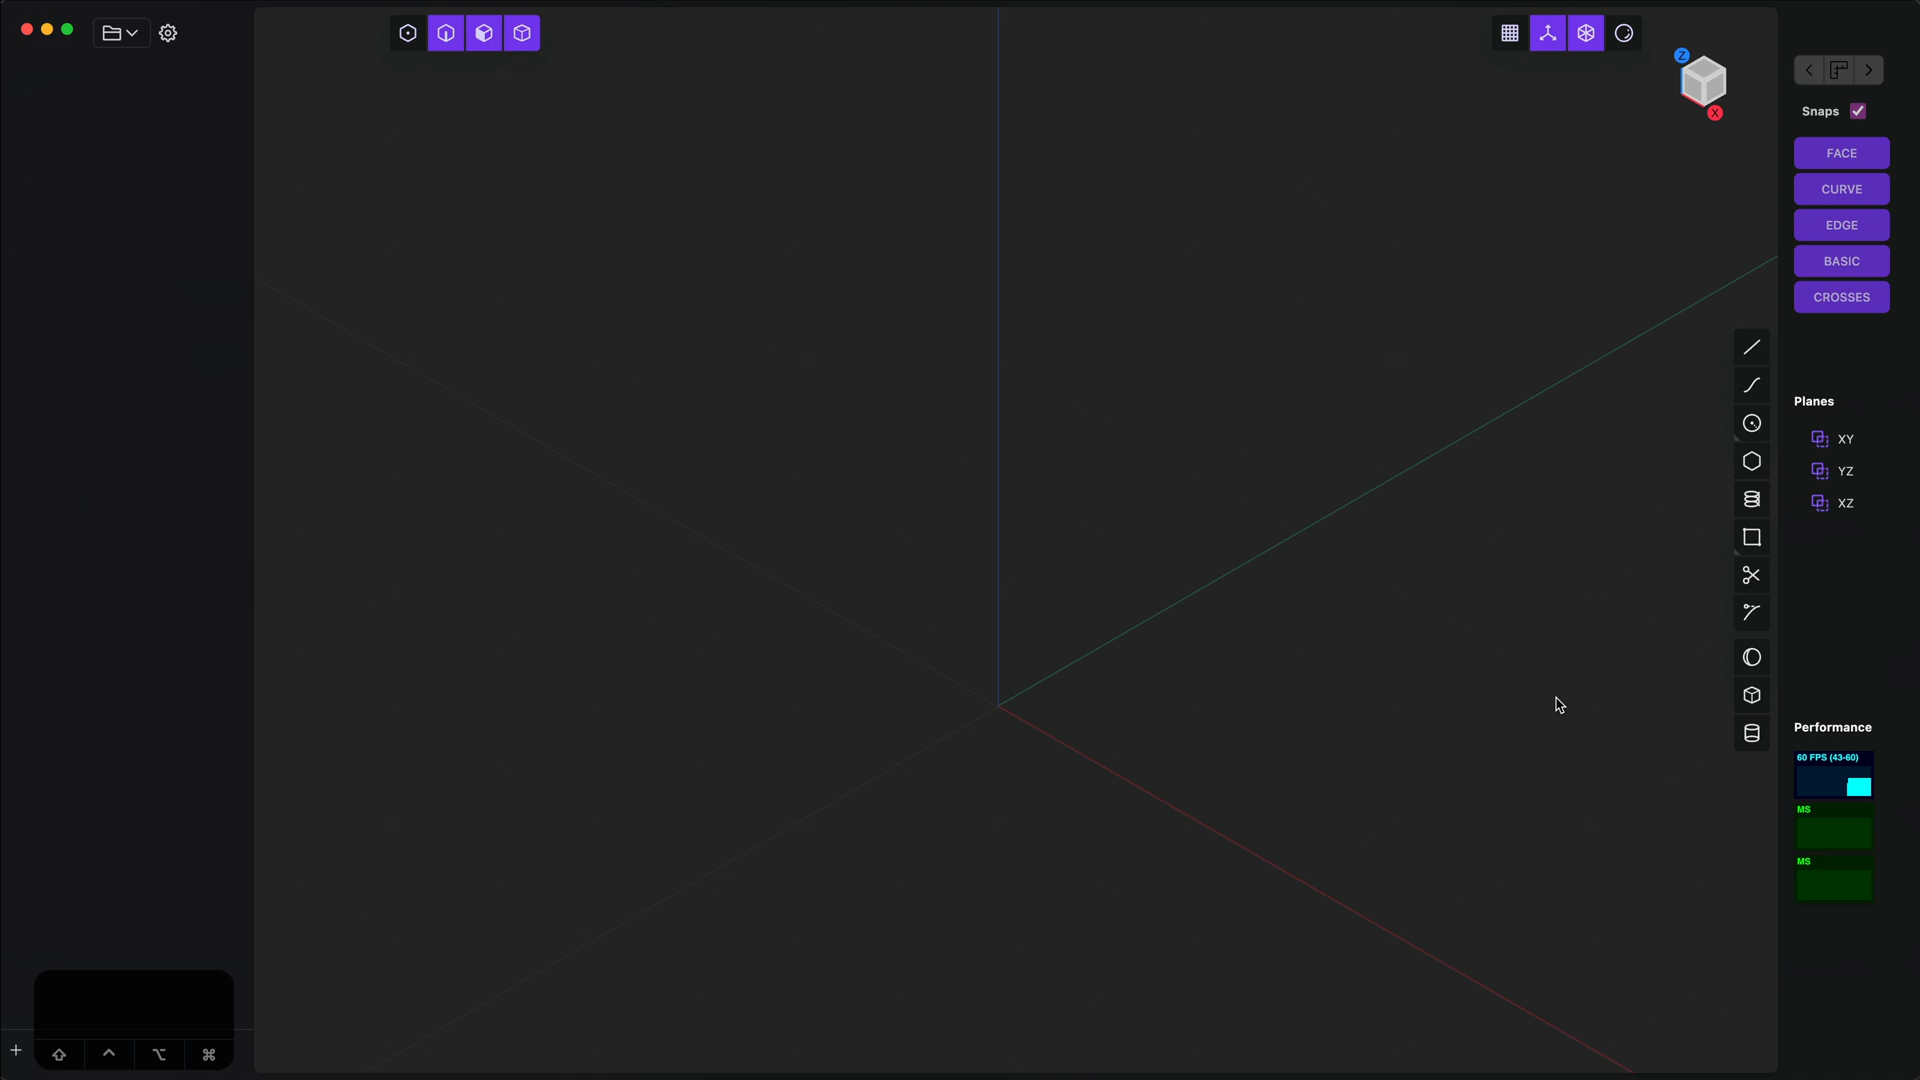 Z
X
Snaps
FACE
CURVE
EDGE
BASIC
CROSSES
Planes
XY
YZ
XZ
Performance
60 FPS (43-60)
MS
MS